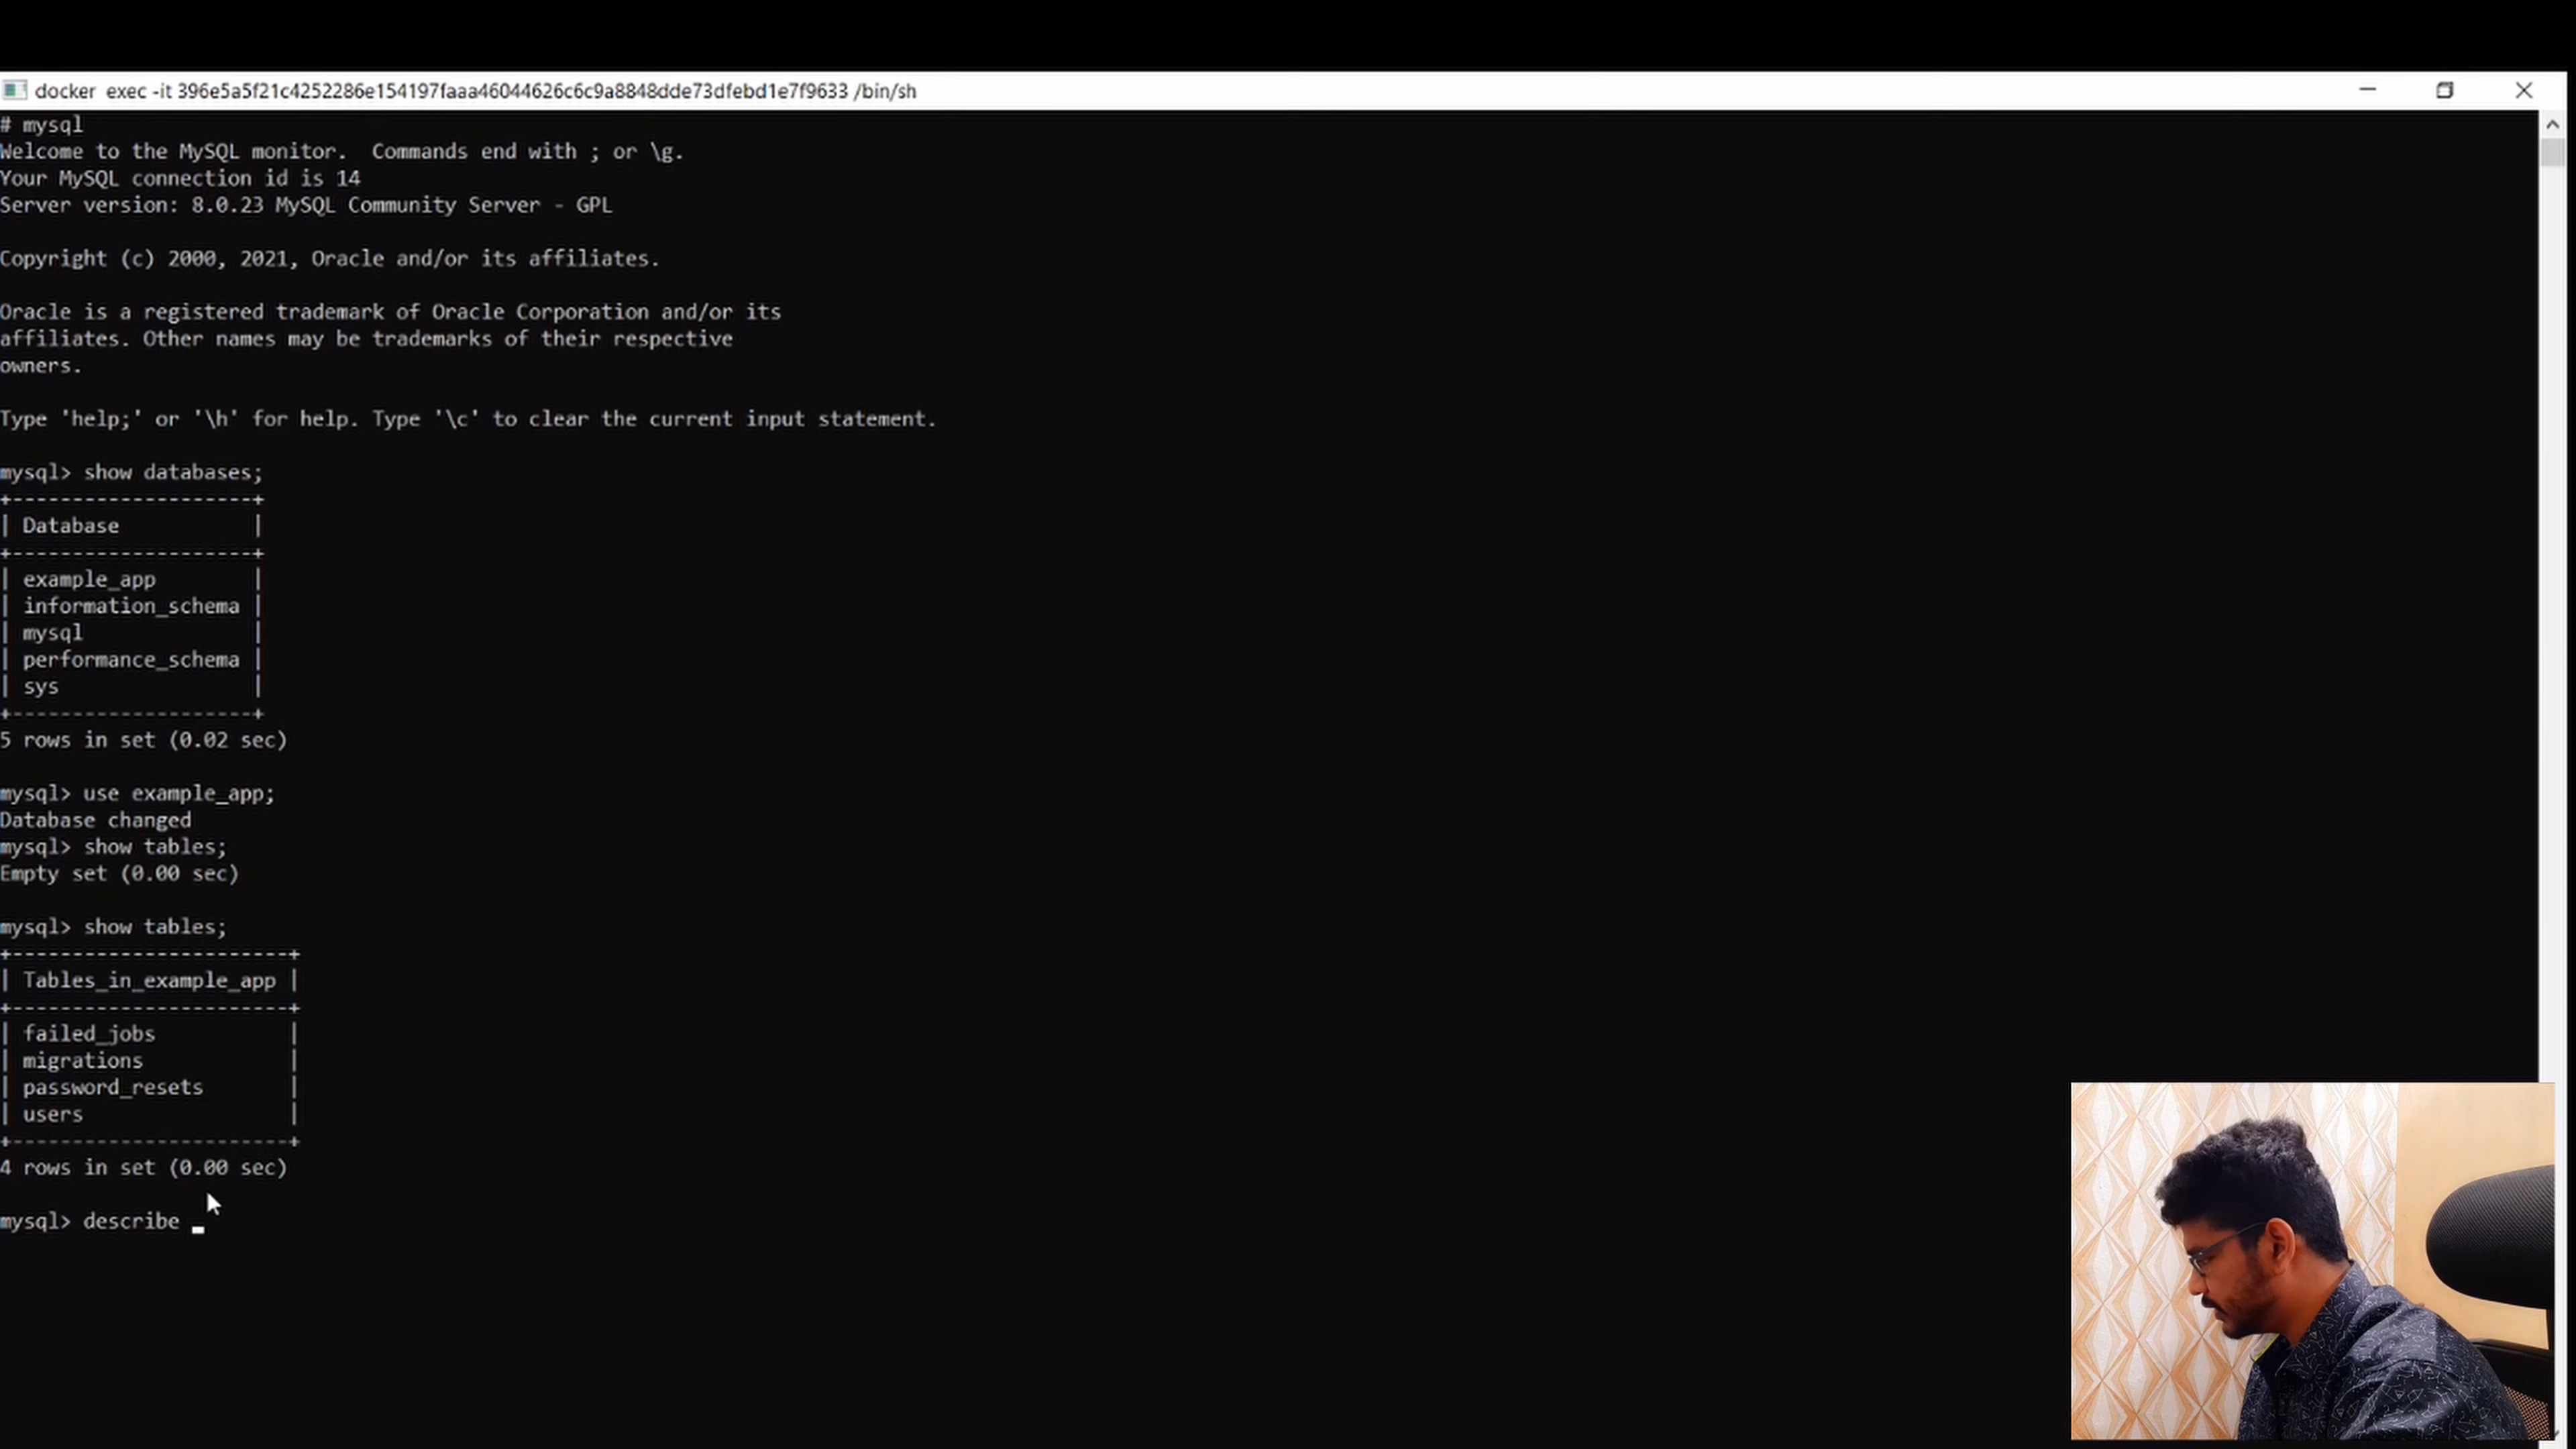 docker exec -it 396e5a5f21c4252286e154197faaa46044626c6c9a8848dde73dfebd1e7f9633 /bin/sh
# mysql
Welcome to the MySQL monitor.  Commands end with ; or \g.
Your MySQL connection id is 14
Server version: 8.0.23 MySQL Community Server - GPL
Copyright (c) 2000, 2021, Oracle and/or its affiliates.
Oracle is a registered trademark of Oracle Corporation and/or its
affiliates. Other names may be trademarks of their respective
owners.
Type 'help;' or '\h' for help. Type '\c' to clear the current input statement.
mysql> show databases;
+--------------------+
| Database           |
+--------------------+
| example_app        |
| information_schema |
| mysql              |
| performance_schema |
| sys                |
+--------------------+
5 rows in set (0.02 sec)
mysql> use example_app;
Database changed
mysql> show tables;
Empty set (0.00 sec)
mysql> show tables;
+-----------------------+
| Tables_in_example_app |
+-----------------------+
| failed_jobs           |
| migrations            |
| password_resets       |
| users                 |
+-----------------------+
4 rows in set (0.00 sec)
mysql> describe _